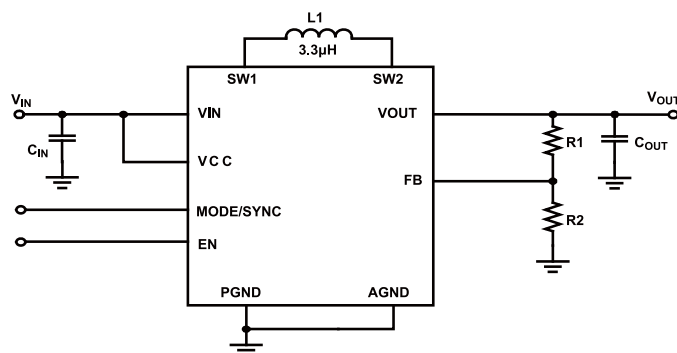 L1
3.3µH
SW1 SW2
VIN
VIN VOUT
VOUT
CIN
R1
COUT
VCC
FB
MODE/SYNC
R2
EN
PGND AGND